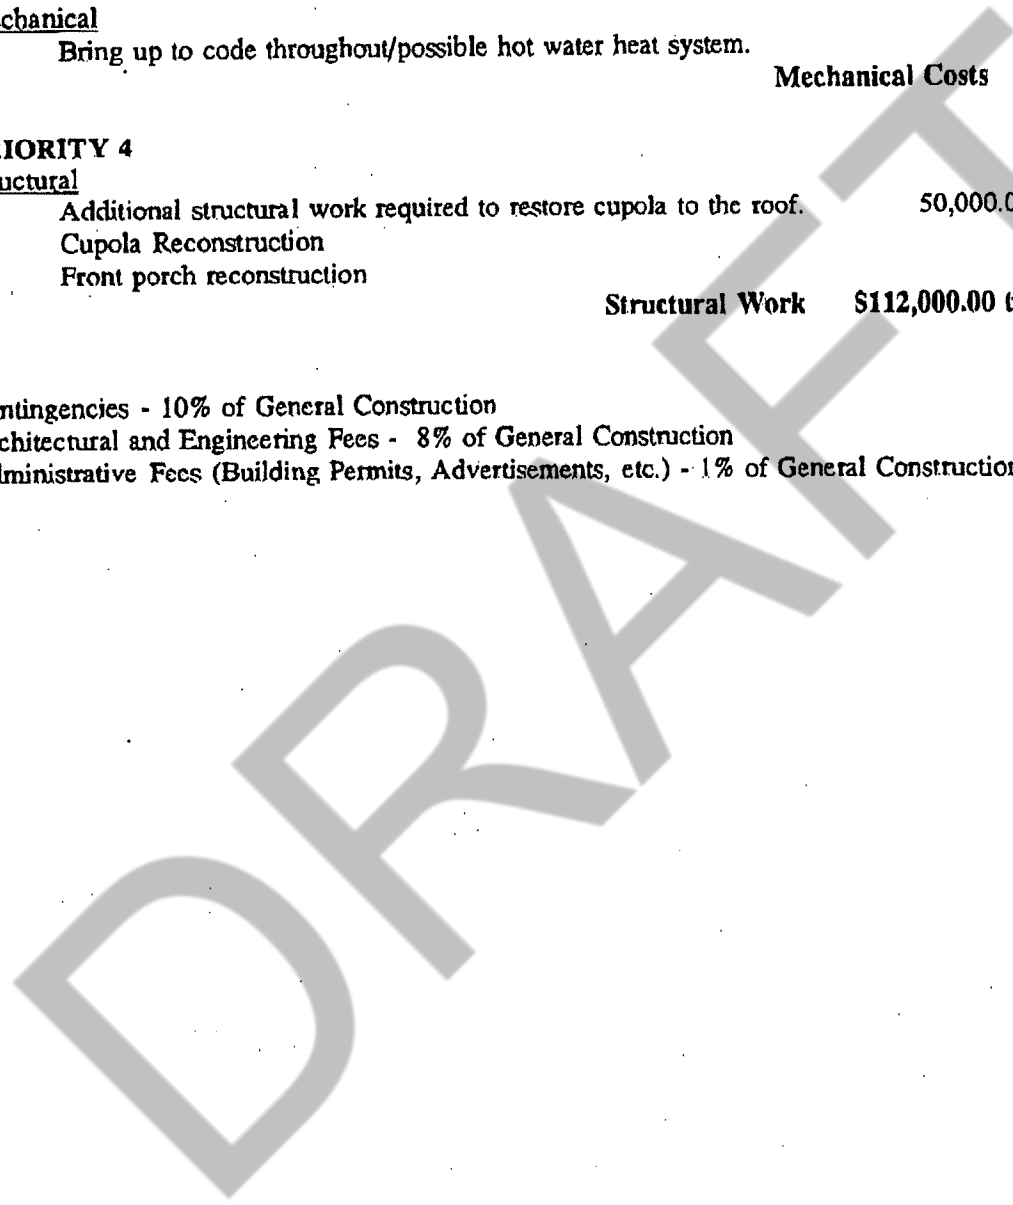 chanical
Bring up to code throughout/possible hot water heat system.
Mechanical Costs
IORITY 4
uctural
Additional structural work required to restore cupola to the roof. 50,000.0
Cupola Reconstruction
Front porch reconstruction
Structural Work $112,000.00 t
ntingencies - 10% of General Construction
chitectural and Engineering Fees - 8% of General Construction
ministrative Fees (Building Permits, Advertisements, etc.) - 1% of General Construction
DRAFT